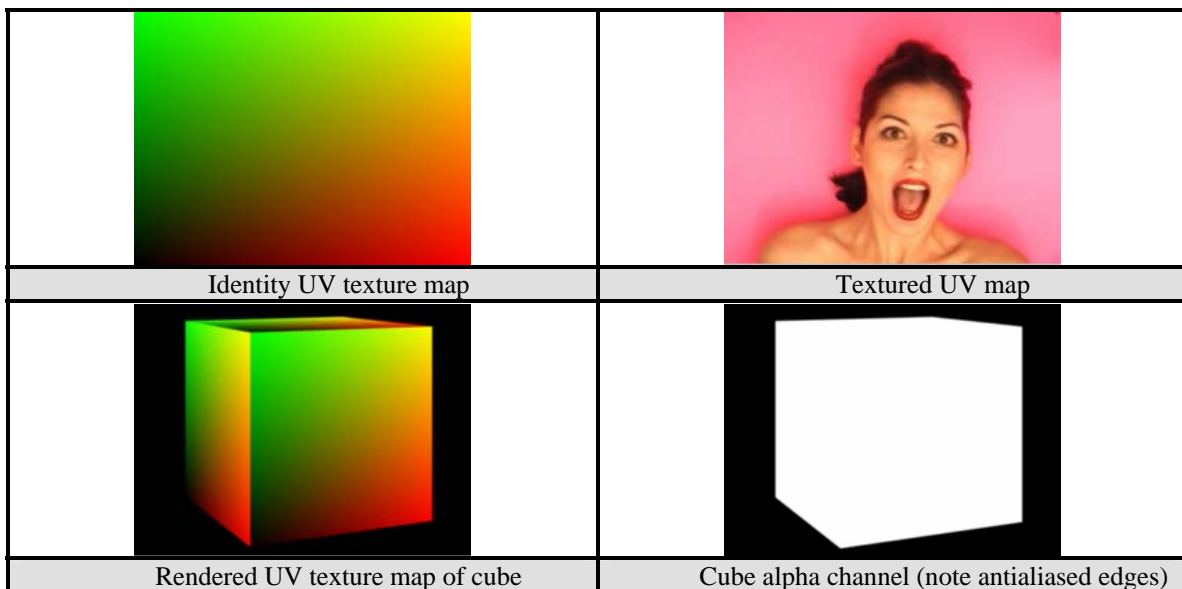 Identity UV texture map
Textured UV map
Rendered UV texture map of cube
Cube alpha channel (note antialiased edges)